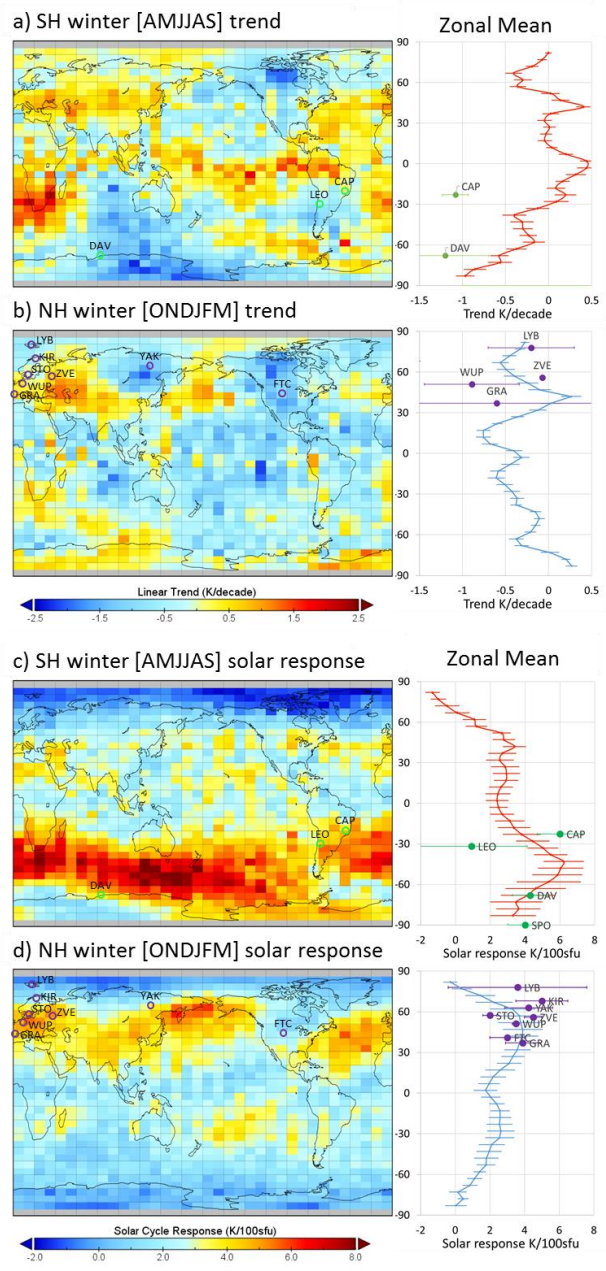 a) SH winter [AMJJAS] trend
Zonal Mean
90
60
30
0
-30
-60
-90
CAP
LEO
DAV
CAP
DAV
-1.5 -1 -0.5 0 0.5
Trend K/decade
b) NH winter [ONDJFM] trend
90
60
30
0
-30
-60
-90
LYB
KIR
STO
ZVE
WUP
GRA
YAK
FTC
LYB
ZVE
WUP
GRA
-1.5 -1 -0.5 0 0.5
Trend K/decade
Linear Trend (K/decade)
-2.5 -1.5 -0.5 0.5 1.5 2.5
c) SH winter [AMJJAS] solar response
Zonal Mean
90
60
30
0
-30
-60
-90
CAP
LEO
DAV
CAP
LEO
DAV
SPO
-2 0 2 4 6 8
Solar response K/100sfu
d) NH winter [ONDJFM] solar response
90
60
30
0
-30
-60
-90
LYB
KIR
STO
ZVE
WUP
GRA
YAK
FTC
LYB
KIR
YAK
STO
ZVE
WUP
FTC
GRA
-2 0 2 4 6 8
Solar response K/100sfu
Solar Cycle Response (K/100sfu)
-2.0 0.0 2.0 4.0 6.0 8.0